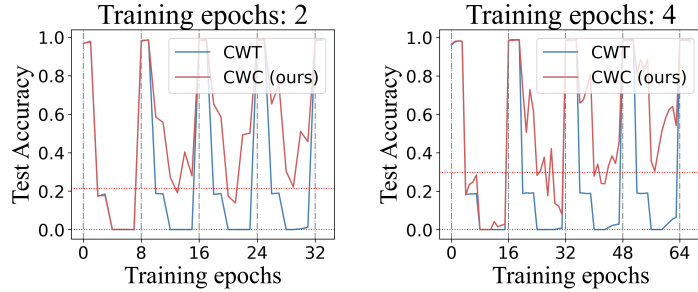 Training epochs: 2
1.0
0.8
0.6
0.4
0.2
0.0
Test Accuracy
CWT
CWC (ours)
0
8
16
24
32
Training epochs
Training epochs: 4
1.0
0.8
0.6
0.4
0.2
0.0
Test Accuracy
CWT
CWC (ours)
0
16
32
48
64
Training epochs